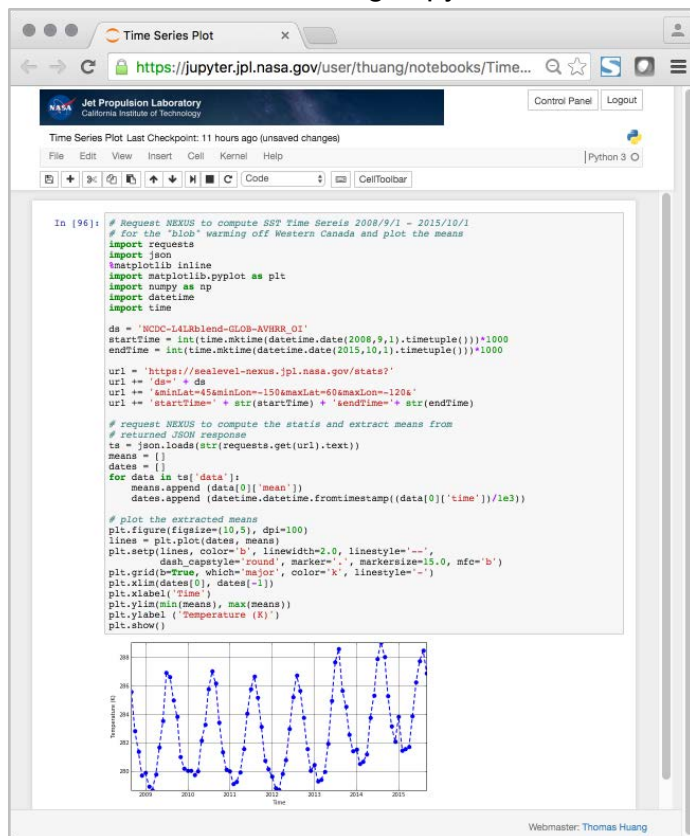 Time Series Plot
https://jupyter.jpl.nasa.gov/user/thuang/notebooks/Time...
NASA
Jet Propulsion Laboratory
California Institute of Technology
Control Panel Logout
Time Series Plot Last Checkpoint: 11 hours ago (unsaved changes)
File Edit View Insert Cell Kernel Help
Python 3
Code
CellToolbar
In [96]:
# Request NEXUS to compute SST Time Sereis 2008/9/1 - 2015/10/1
# for the "blob" warming off Western Canada and plot the means
import requests
import json
%matplotlib inline
import matplotlib.pyplot as plt
import numpy as np
import datetime
import time
ds = 'NCDC-L4LRblend-GLOB-AVHRR_OI'
startTime = int(time.mktime(datetime.date(2008,9,1).timetuple()))*1000
endTime = int(time.mktime(datetime.date(2015,10,1).timetuple()))*1000
url = 'https://sealevel-nexus.jpl.nasa.gov/stats?'
url += 'ds=' + ds
url += '&minLat=45&minLon=-150&maxLat=60&maxLon=-120&'
url += 'startTime=' + str(startTime) + '&endTime='+ str(endTime)
# request NEXUS to compute the statis and extract means from
# returned JSON response
ts = json.loads(str(requests.get(url).text))
means = []
dates = []
for data in ts['data']:
means.append (data[0]['mean'])
dates.append (datetime.datetime.fromtimestamp((data[0]['time'])/1e3))
# plot the extracted means
plt.figure(figsize=(10,5), dpi=100)
lines = plt.plot(dates, means)
plt.setp(lines, color='b', linewidth=2.0, linestyle='--',
dash_capstyle='round', marker='.', markersize=15.0, mfc='b')
plt.grid(b=True, which='major', color='k', linestyle='-')
plt.xlim(dates[0], dates[-1])
plt.xlabel('Time')
plt.ylim(min(means), max(means))
plt.ylabel ('Temperature (K)')
plt.show()
288
286
284
282
280
Temperature (K)
2009 2010 2011 2012 2013 2014 2015
Time
Webmaster: Thomas Huang